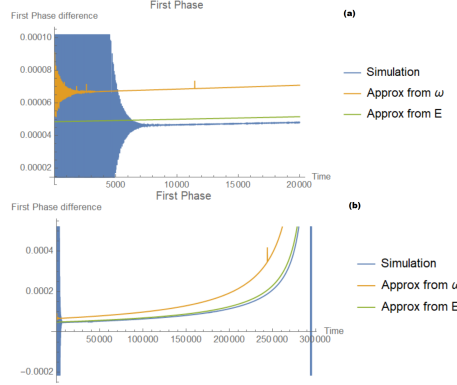 First Phase
First Phase difference
(a)
0.00010
0.00008
0.00006
0.00004
0.00002
5000
10000
15000
20000
Time
Simulation
Approx from ω
Approx from E
First Phase
First Phase difference
(b)
0.0004
0.0002
-0.0002
50000
100000
150000
200000
250000
300000
Time
Simulation
Approx from ω
Approx from E